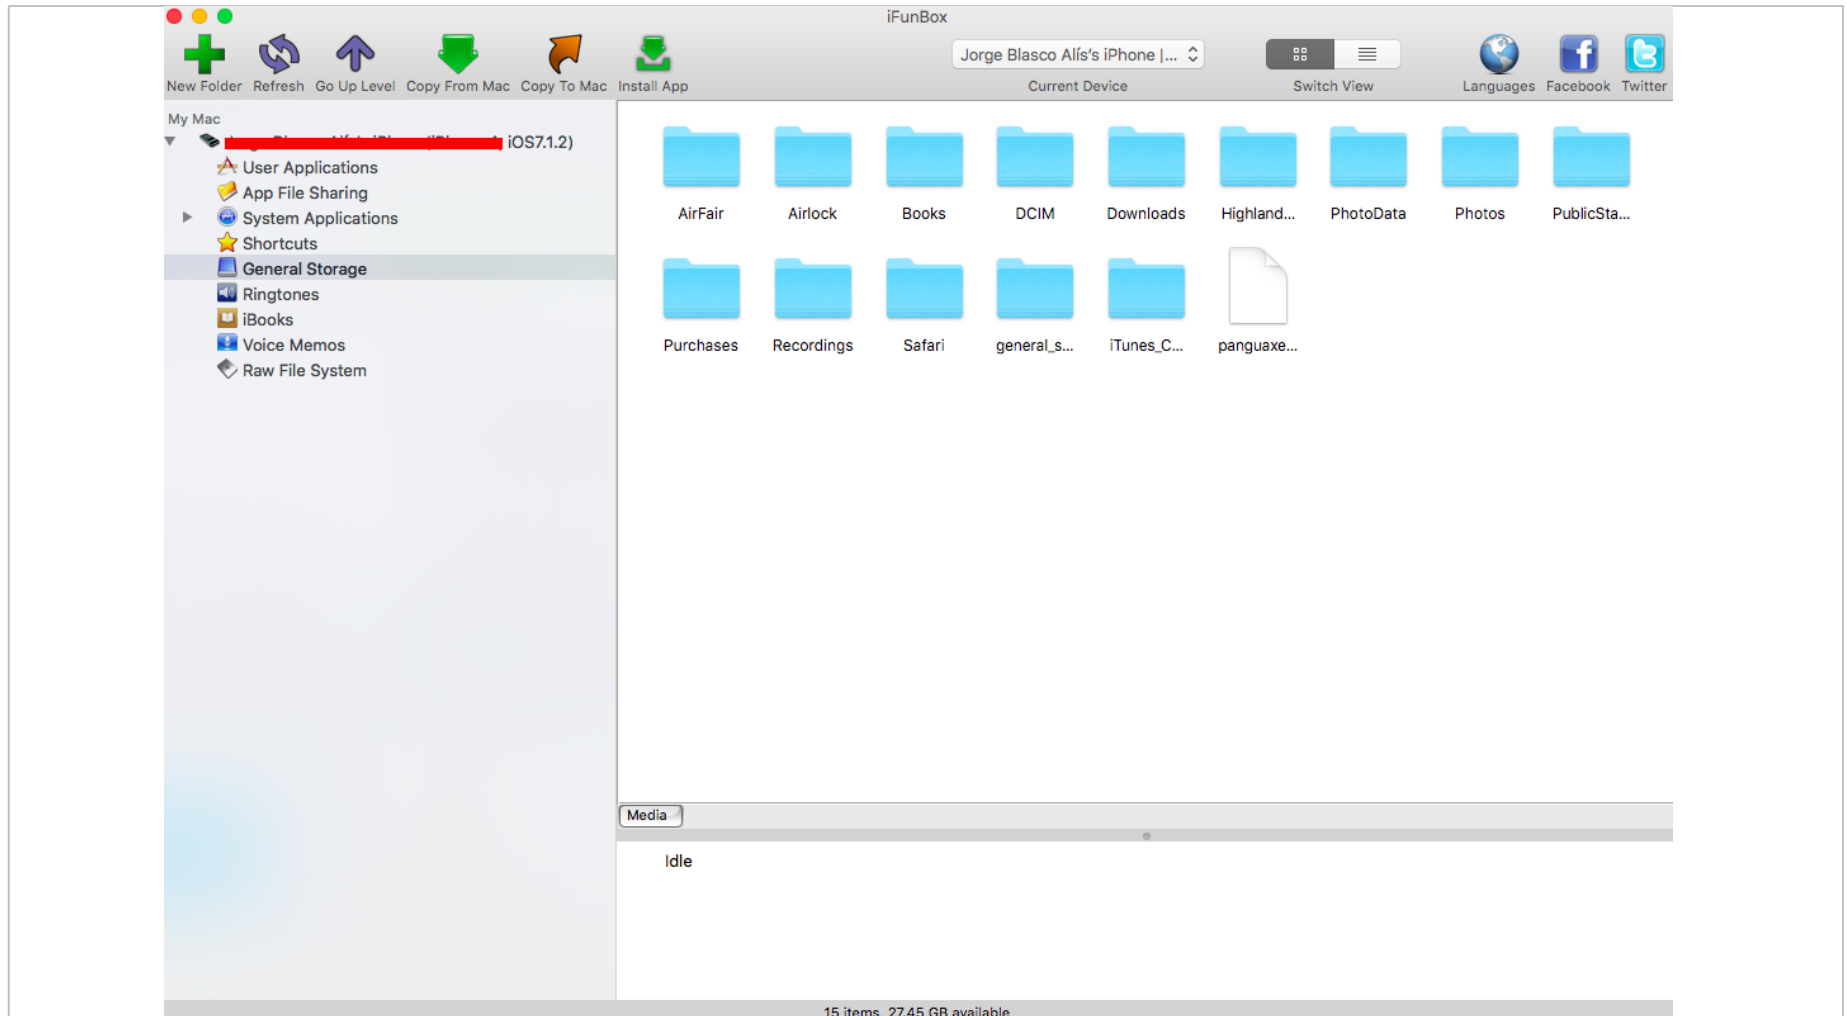 iFunBox
New Folder Refresh Go Up Level Copy From Mac Copy To Mac Install App
Jorge Blasco Alís's iPhone |...
Current Device
Switch View
Languages Facebook Twitter
My Mac
iOS7.1.2)
User Applications
App File Sharing
System Applications
Shortcuts
General Storage
Ringtones
iBooks
Voice Memos
Raw File System
AirFair Airlock Books DCIM Downloads Highland... PhotoData Photos PublicSta...
Purchases Recordings Safari general_s... iTunes_C... panguaxe...
Media
Idle
15 items, 27.45 GB available